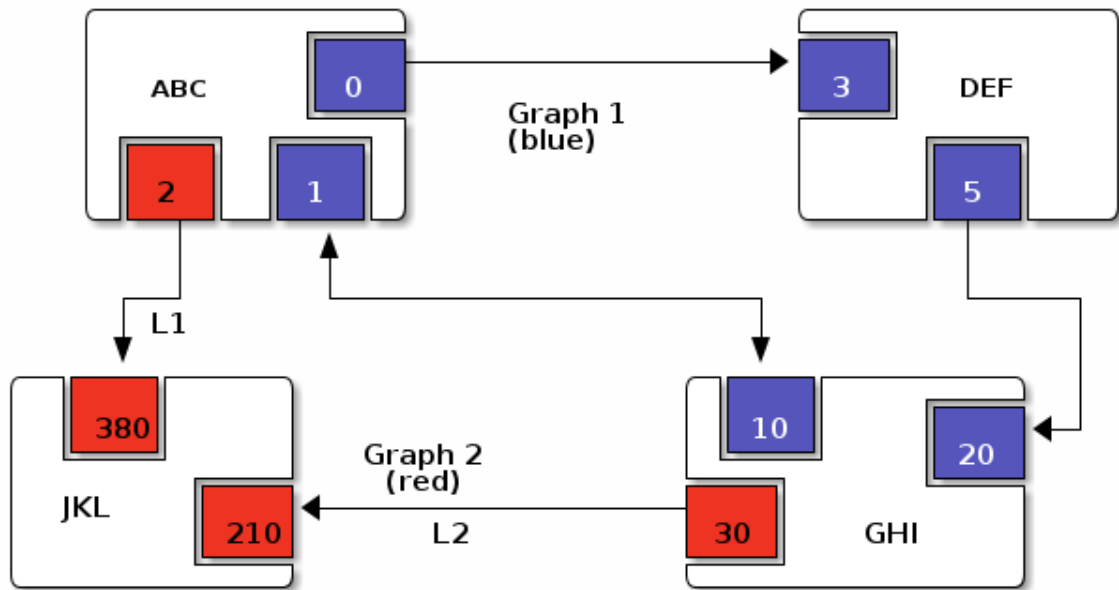 ABC
0
2
1
Graph 1
(blue)
3
DEF
5
L1
380
JKL
210
Graph 2
(red)
L2
10
20
30
GHI